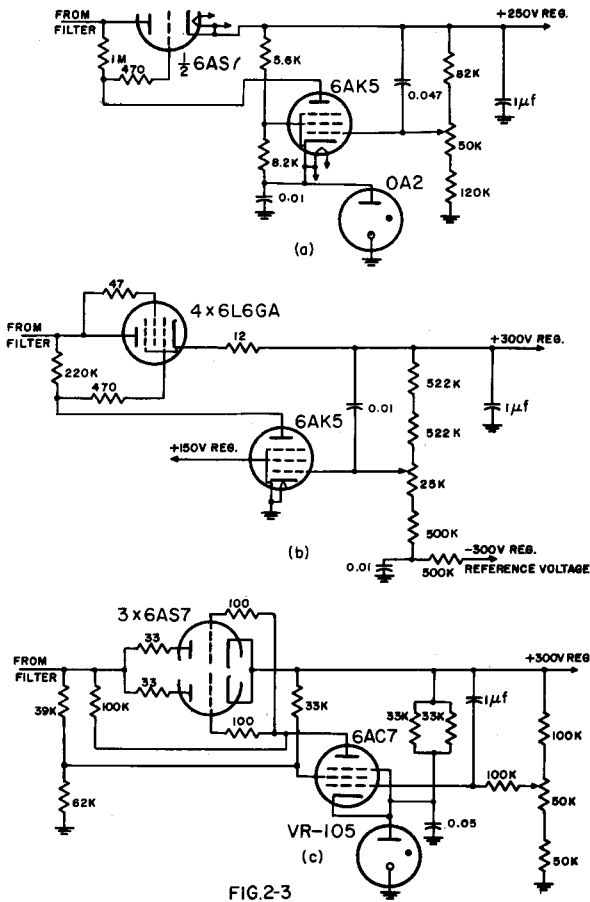 FROM
FILTER
1M
470
½ 6AS7
+250V REG.
5.6K
6AK5
0.047
82K
1µf
50K
8.2K
0.01
OA2
120K
(a)
47
4 x 6L6GA
FROM
FILTER
12
+300V REG.
220K
470
522K
6AK5
0.01
1µf
522K
+150V REG.
25K
500K
(b)
0.01
500K
-300V REG.
REFERENCE VOLTAGE
3 x 6AS7
100
33
FROM
FILTER
+300V REG
33
39K
100K
100
33K
6AC7
33K
33K
1µf
100K
100K
50K
62K
VR-105
0.05
50K
(c)
FIG.2-3